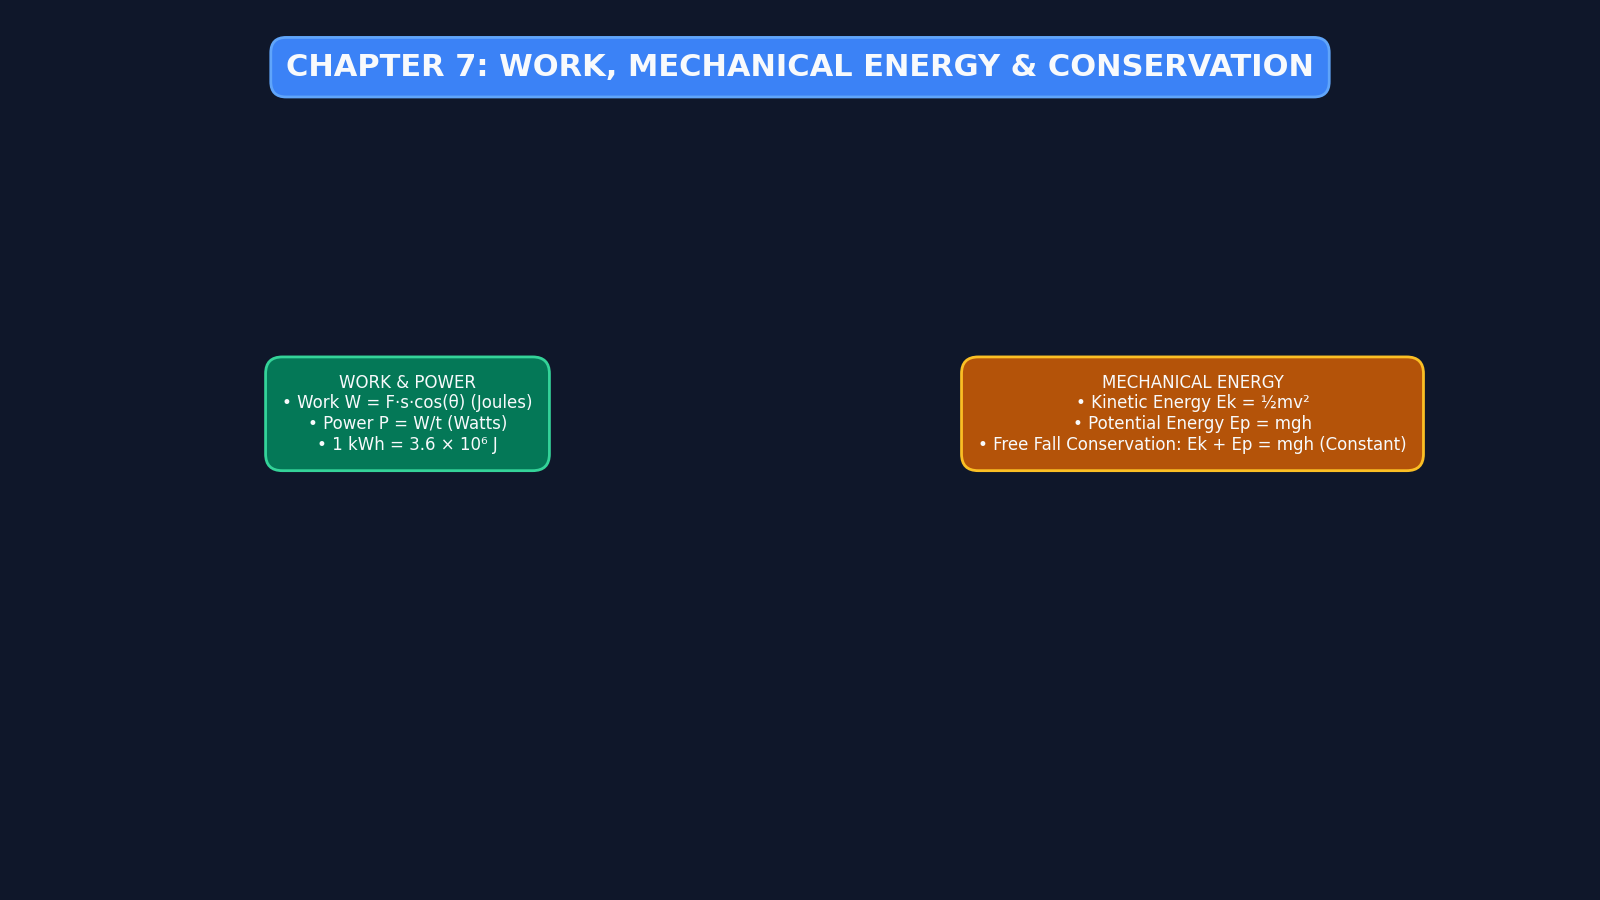 CHAPTER 7: WORK, MECHANICAL ENERGY & CONSERVATION
WORK & POWER
• Work W = F·s·cos(θ) (Joules)
• Power P = W/t (Watts)
• 1 kWh = 3.6 × 10⁶ J
MECHANICAL ENERGY
• Kinetic Energy Ek = ½mv²
• Potential Energy Ep = mgh
• Free Fall Conservation: Ek + Ep = mgh (Constant)